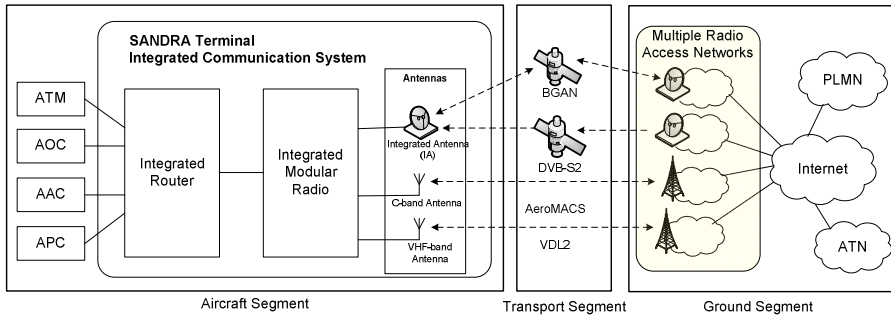 SANDRA Terminal
Integrated Communication System
ATM
AOC
AAC
APC
Integrated
Router
Integrated
Modular
Radio
Antennas
Integrated Antenna
(IA)
C-band Antenna
VHF-band
Antenna
Aircraft Segment
BGAN
DVB-S2
AeroMACS
VDL2
Transport Segment
Multiple Radio
Access Networks
PLMN
Internet
ATN
Ground Segment